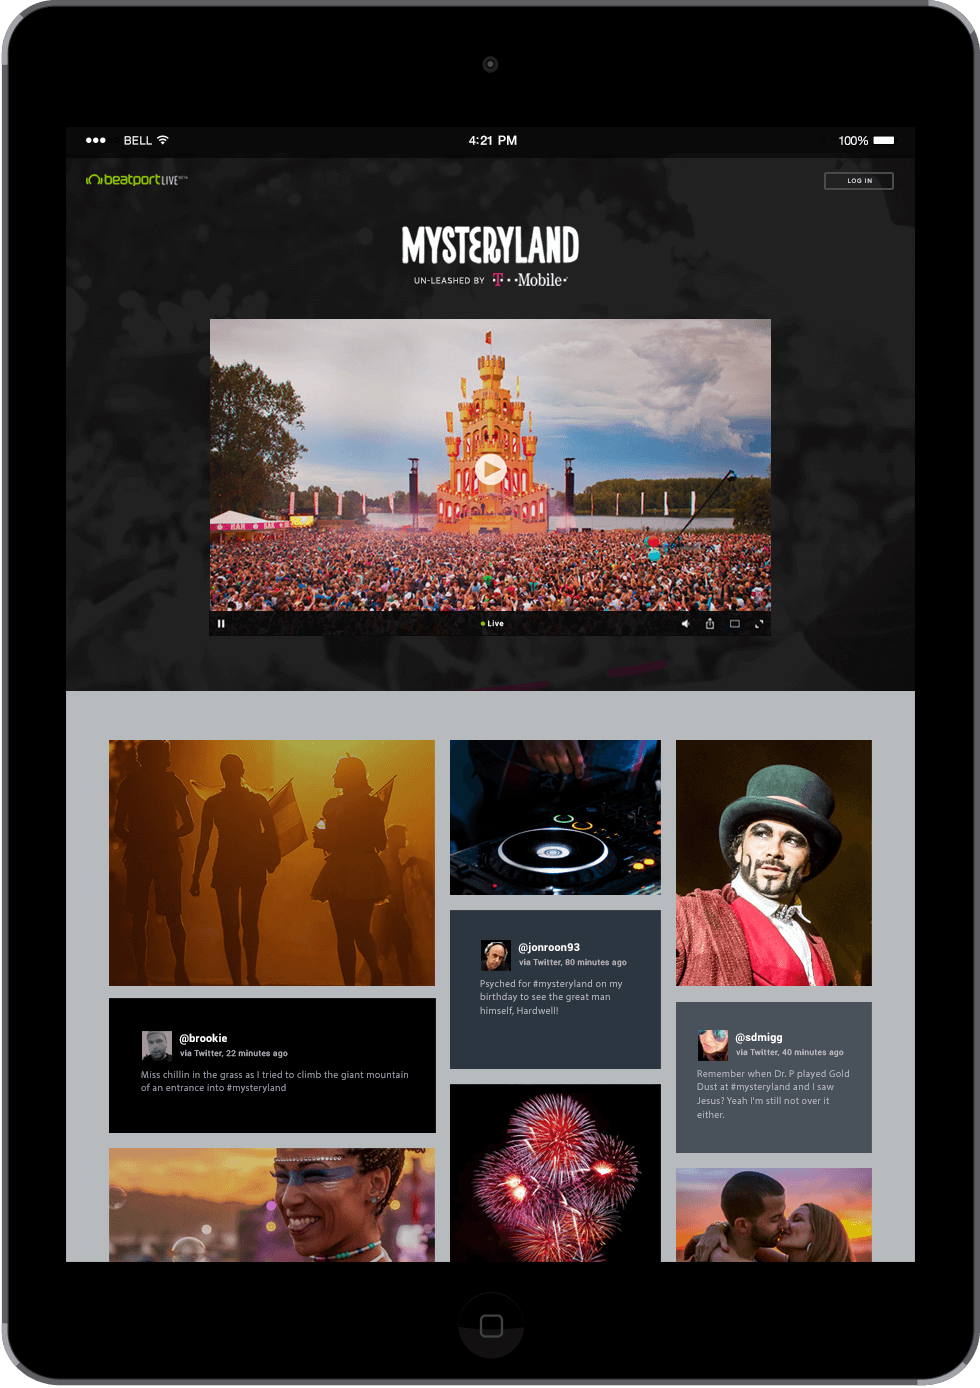 BELL
4:21 PM
100%
beatport LIVE BETA
LOG IN
MYSTERYLAND
UN-LEASHED BY T··Mobile·
Live
@jonroon93
via Twitter, 80 minutes ago
Psyched for #mysteryland on my
birthday to see the great man
himself, Hardwell!
@brookie
via Twitter, 22 minutes ago
Miss chillin in the grass as I tried to climb the giant mountain
of an entrance into #mysteryland
@sdmigg
via Twitter, 40 minutes ago
Remember when Dr. P played Gold
Dust at #mysteryland and I saw
Jesus? Yeah I'm still not over it
either.